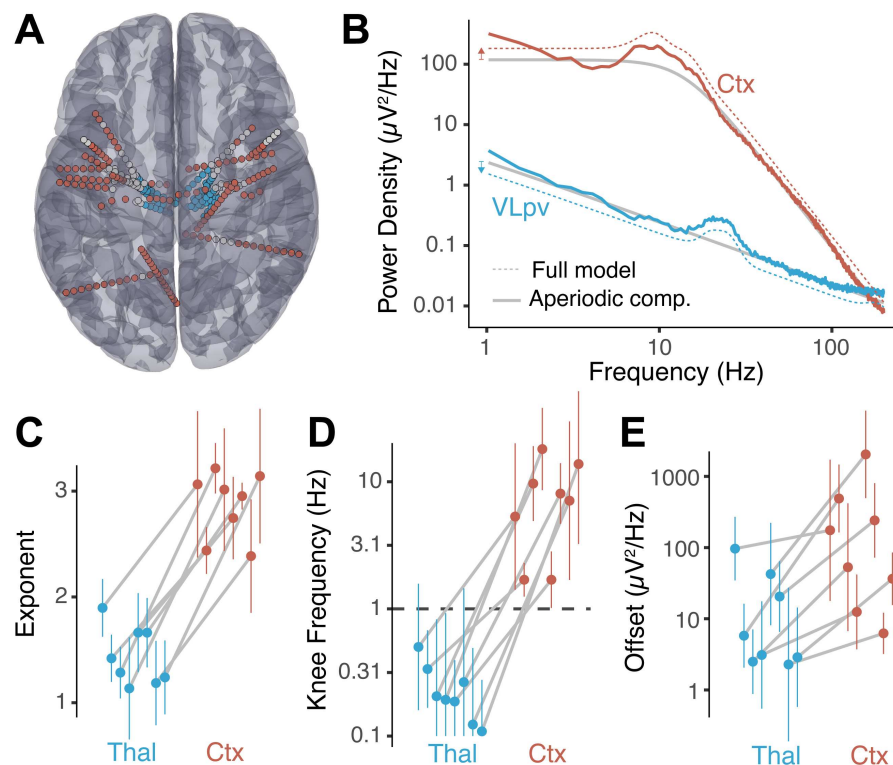 A
B
Power Density (µV²/Hz)
100
10
1
0.1
0.01
Ctx
VLpv
Full model
Aperiodic comp.
1
10
100
Frequency (Hz)
C
Exponent
3
2
1
Thal
Ctx
D
Knee Frequency (Hz)
10
3.1
1
0.31
0.1
Thal
Ctx
E
Offset (µV²/Hz)
1000
100
10
1
Thal
Ctx